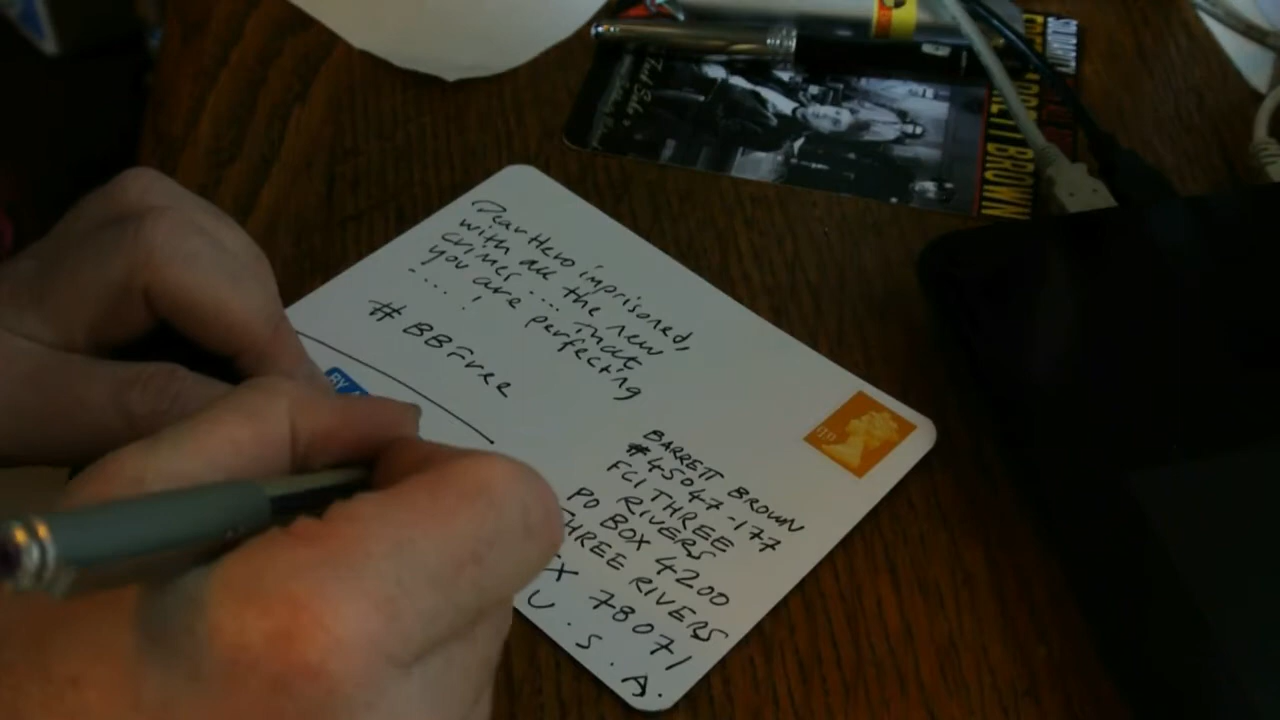 Dear Hero imprisoned,
with all the new
crimes .... that
you are perfecting
.... !
#BBFree
BY A
BARRETT BROWN
#45047-177
FCI THREE
RIVERS
PO BOX 4200
THREE RIVERS
TX 78071
U.S.A.
BROWN